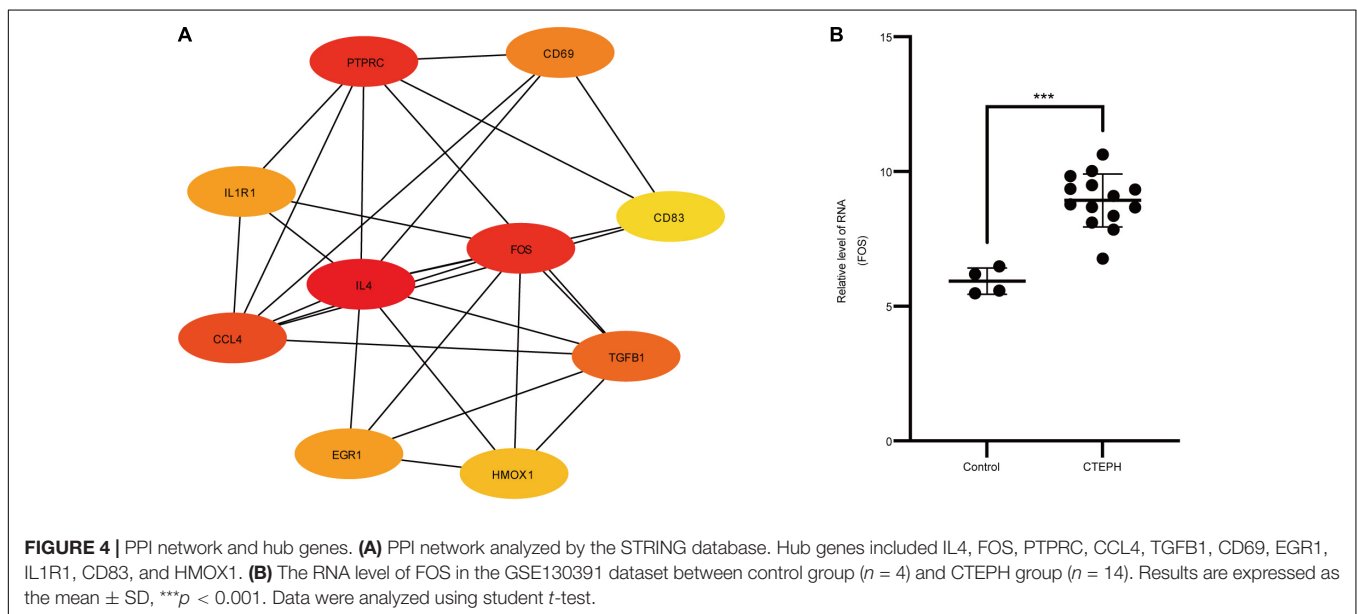 A
PTPRC
CD69
IL1R1
CD83
FOS
IL4
CCL4
TGFB1
EGR1
HMOX1
B
15
10
5
0
Relative level of RNA
(FOS)
***
Control
CTEPH
FIGURE 4 | PPI network and hub genes. (A) PPI network analyzed by the STRING database. Hub genes included IL4, FOS, PTPRC, CCL4, TGFB1, CD69, EGR1,
IL1R1, CD83, and HMOX1. (B) The RNA level of FOS in the GSE130391 dataset between control group (n = 4) and CTEPH group (n = 14). Results are expressed as
the mean ± SD, ***p < 0.001. Data were analyzed using student t-test.